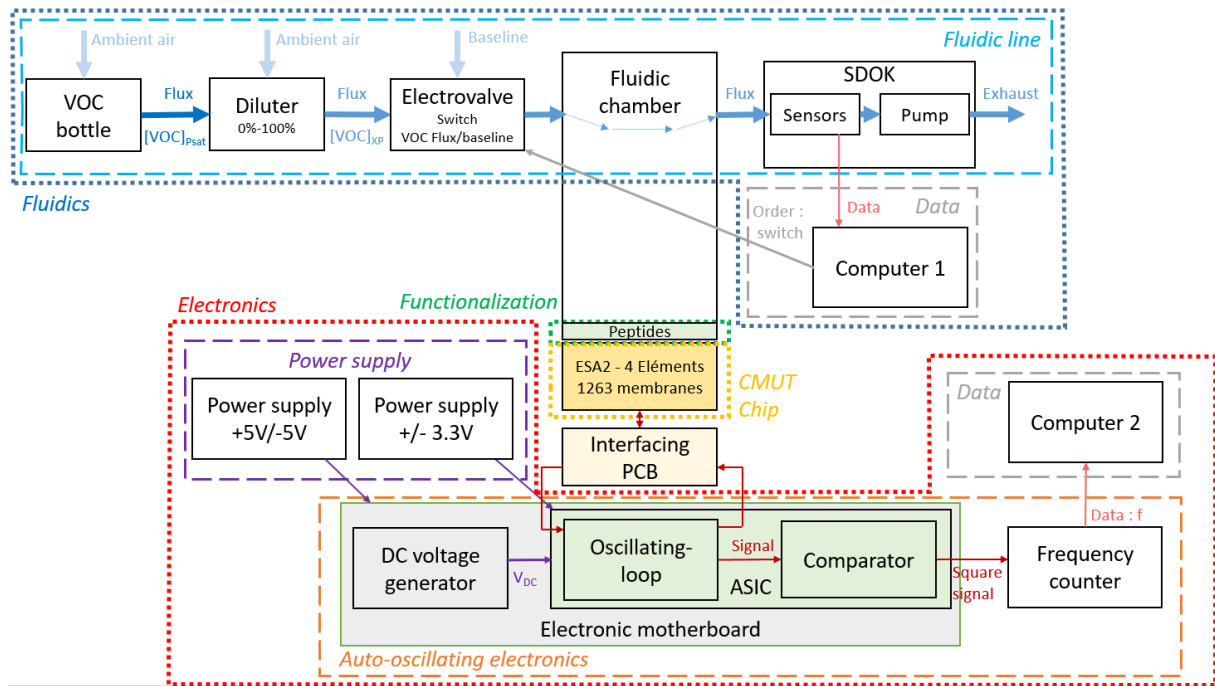 Ambient air
Ambient air
Baseline
Fluidic line
VOC
bottle
Flux
[VOC]Psat
Diluter
0%-100%
Flux
[VOC]XP
Electrovalve
Switch
VOC Flux/baseline
Fluidic
chamber
Flux
SDOK
Sensors
Pump
Exhaust
Fluidics
Data
Data
Order :
switch
Computer 1
Electronics
Functionalization
Peptides
Power supply
ESA2 - 4 Eléments
1263 membranes
CMUT
Chip
Power supply
+5V/-5V
Power supply
+/- 3.3V
Interfacing
PCB
Data
Computer 2
Data : f
DC voltage
generator
VDC
Oscillating-
loop
Signal
Comparator
ASIC
Square
signal
Frequency
counter
Electronic motherboard
Auto-oscillating electronics